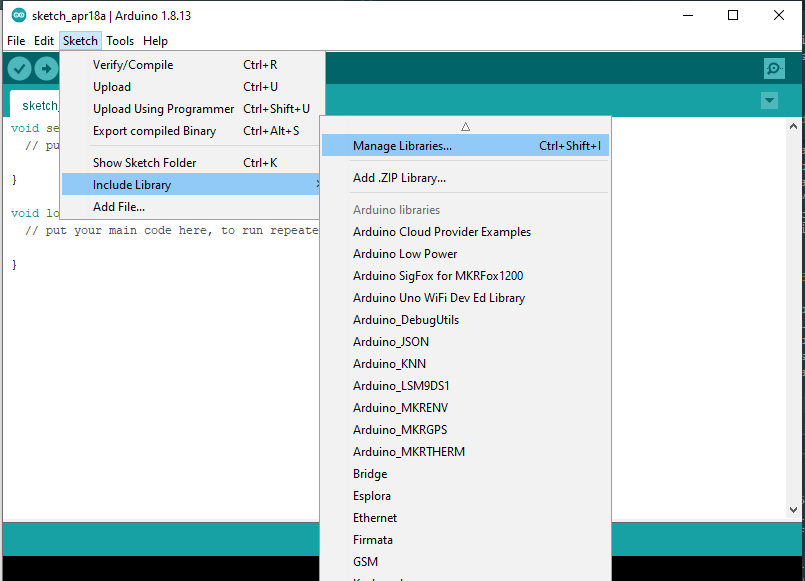 sketch_apr18a | Arduino 1.8.13
File Edit Sketch Tools Help
Verify/Compile Ctrl+R
Upload Ctrl+U
Upload Using Programmer Ctrl+Shift+U
Export compiled Binary Ctrl+Alt+S
Show Sketch Folder Ctrl+K
Include Library
Add File...
sketch_
void se
// pu
}
void lo
// put your main code here, to run repeate
}
Manage Libraries... Ctrl+Shift+I
Add .ZIP Library...
Arduino libraries
Arduino Cloud Provider Examples
Arduino Low Power
Arduino SigFox for MKRFox1200
Arduino Uno WiFi Dev Ed Library
Arduino_DebugUtils
Arduino_JSON
Arduino_KNN
Arduino_LSM9DS1
Arduino_MKRENV
Arduino_MKRGPS
Arduino_MKRTHERM
Bridge
Esplora
Ethernet
Firmata
GSM